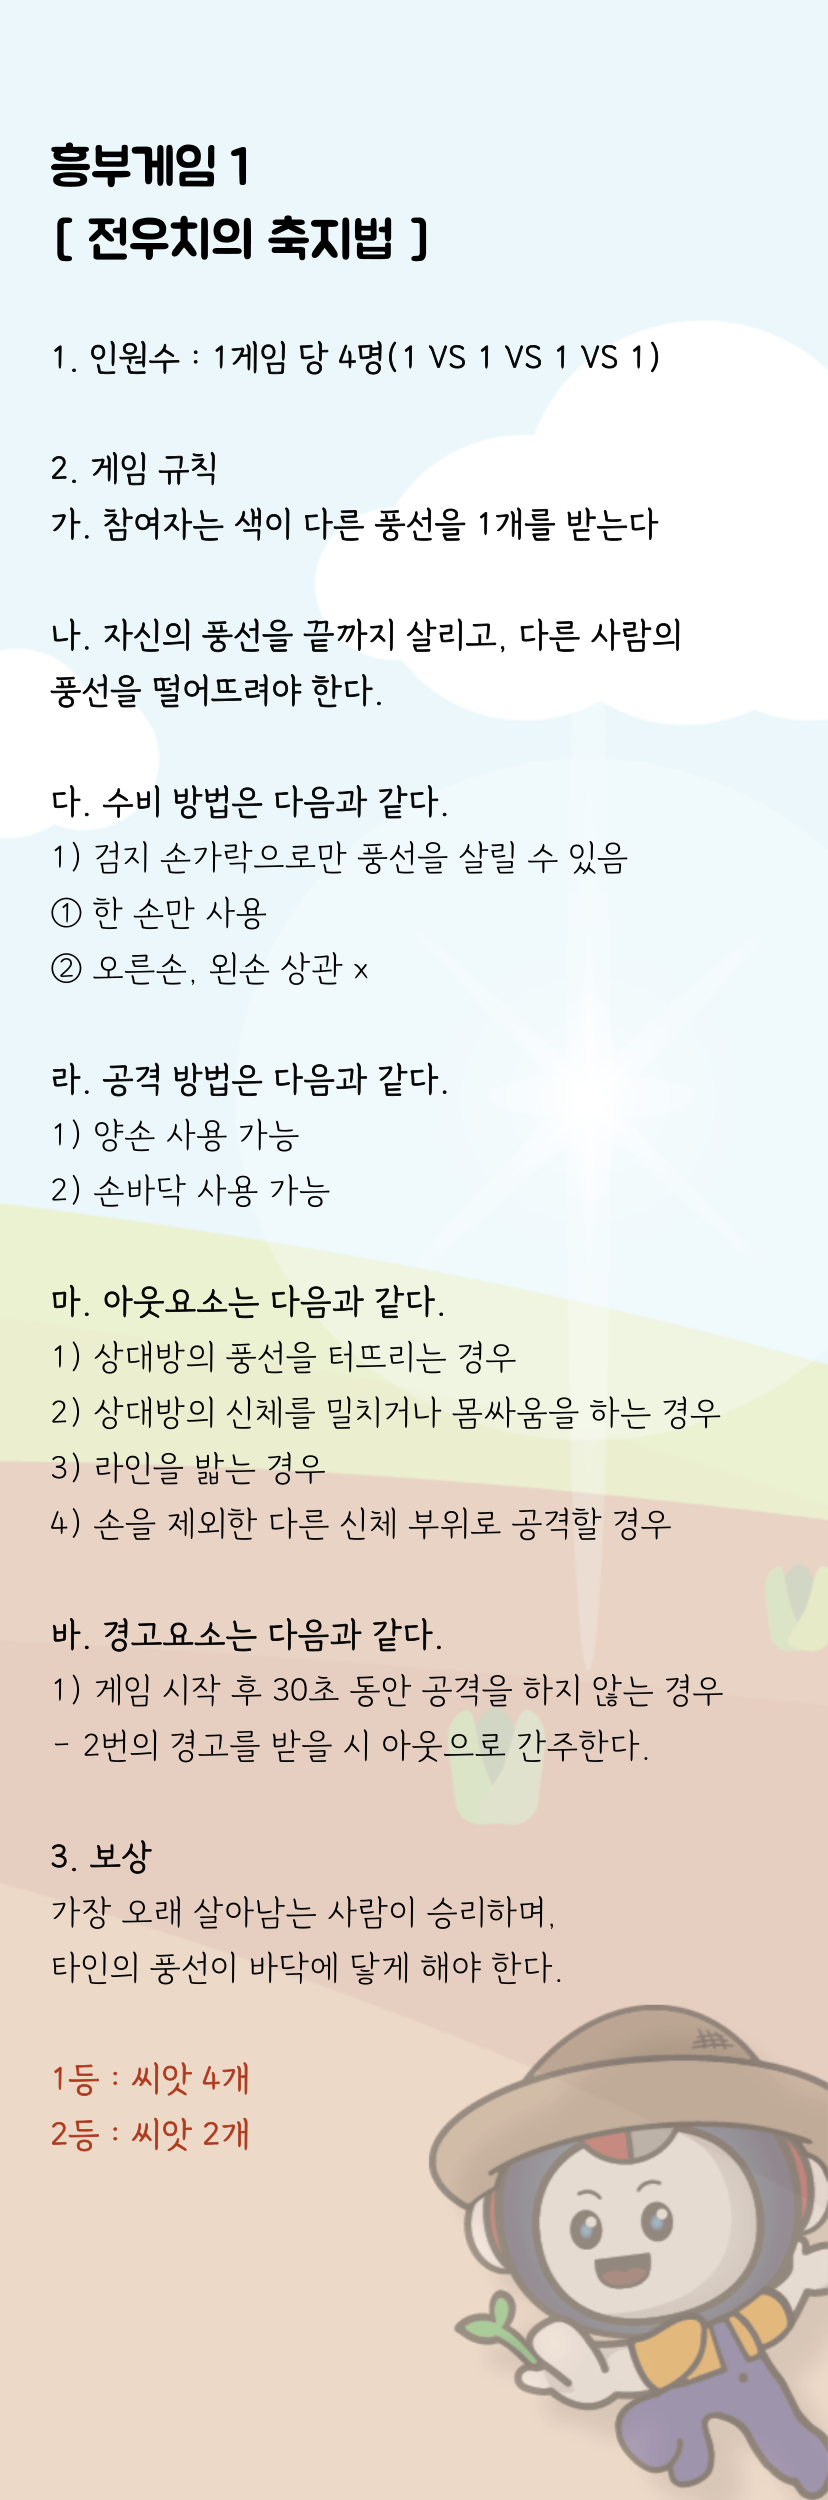 흥부게임 1
[ 전우치의 축지법 ]
1. 인원수 : 1게임 당 4명(1 VS 1 VS 1 VS 1)
2. 게임 규칙
가. 참여자는 색이 다른 풍선을 1개를 받는다
나. 자신의 풍선을 끝까지 살리고, 다른 사람의
풍선을 떨어뜨려야 한다.
다. 수비 방법은 다음과 같다.
1) 검지 손가락으로만 풍선을 살릴 수 있음
① 한 손만 사용
② 오른손, 왼손 상관 x
라. 공격 방법은 다음과 같다.
1) 양손 사용 가능
2) 손바닥 사용 가능
마. 아웃요소는 다음과 같다.
1) 상대방의 풍선을 터뜨리는 경우
2) 상대방의 신체를 밀치거나 몸싸움을 하는 경우
3) 라인을 밟는 경우
4) 손을 제외한 다른 신체 부위로 공격할 경우
바. 경고요소는 다음과 같다.
1) 게임 시작 후 30초 동안 공격을 하지 않는 경우
- 2번의 경고를 받을 시 아웃으로 간주한다.
3. 보상
가장 오래 살아남는 사람이 승리하며,
타인의 풍선이 바닥에 닿게 해야 한다.
1등 : 씨앗 4개
2등 : 씨앗 2개